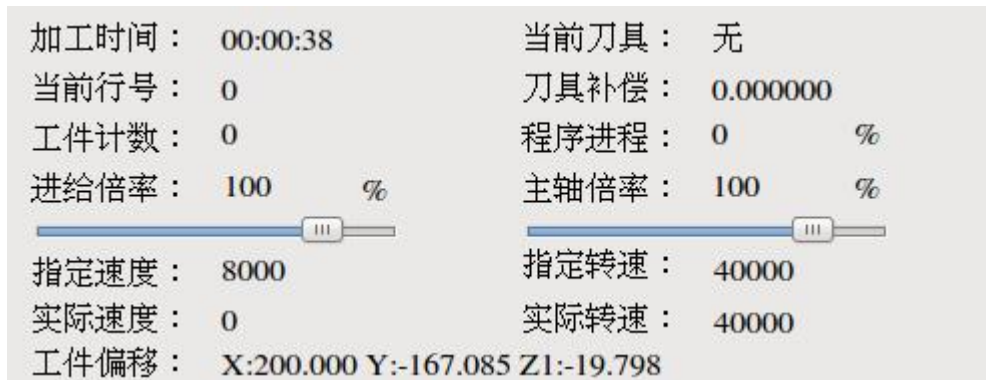 加工时间： 00:00:38 当前刀具： 无
当前行号： 0 刀具补偿： 0.000000
工件计数： 0 程序进程： 0 %
进给倍率： 100 % 主轴倍率： 100 %
指定速度： 8000 指定转速： 40000
实际速度： 0 实际转速： 40000
工件偏移： X:200.000 Y:-167.085 Z1:-19.798